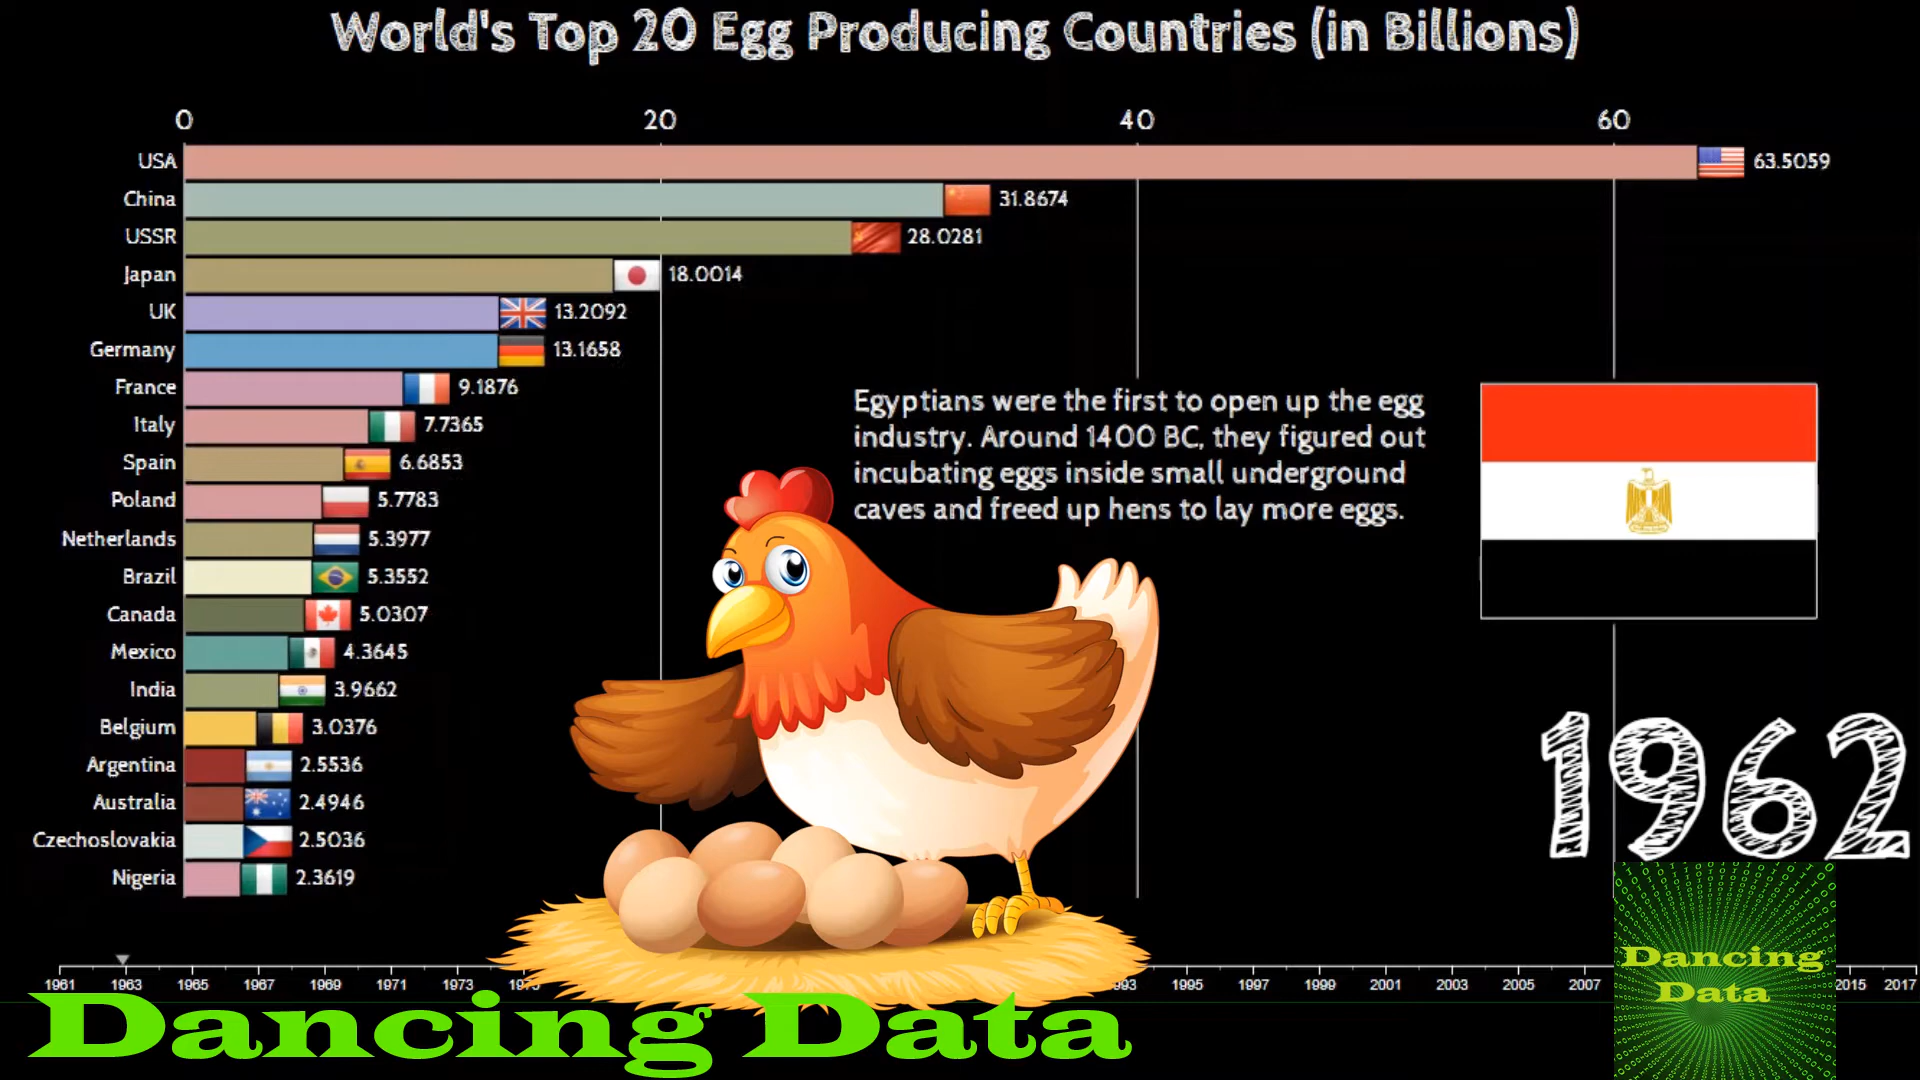 World's Top 20 Egg Producing Countries (in Billions)
0 20 40 60
USA 63.5059
China 31.8674
USSR 28.0281
Japan 18.0014
UK 13.2092
Germany 13.1658
France 9.1876
Italy 7.7365
Spain 6.6853
Poland 5.7783
Netherlands 5.3977
Brazil 5.3552
Canada 5.0307
Mexico 4.3645
India 3.9662
Belgium 3.0376
Argentina 2.5536
Australia 2.4946
Czechoslovakia 2.5036
Nigeria 2.3619
Egyptians were the first to open up the egg
industry. Around 1400 BC, they figured out
incubating eggs inside small underground
caves and freed up hens to lay more eggs.
1962
1961 1963 1965 1967 1969 1971 1973 1995 1997 1999 2001 2003 2005 2007 2015 2017
Dancing Data
Dancing
Data